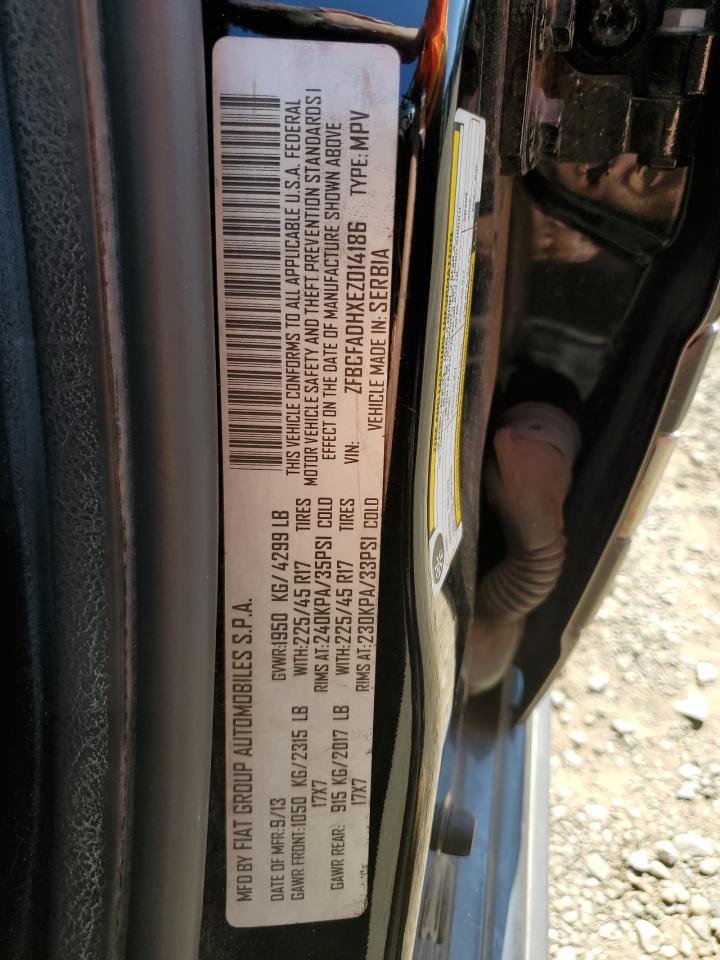 MFD BY FIAT GROUP AUTOMOBILES S.P.A.
DATE OF MFR:9/13 GVWR:1950 KG/4299 LB
GAWR FRONT:1050 KG/2315 LB WITH:225/45 R17 TIRES
17X7 RIMS AT:240KPA/35PSI COLD
GAWR REAR: 915 KG/2017 LB WITH:225/45 R17 TIRES
17X7 RIMS AT:230KPA/33PSI COLD
THIS VEHICLE CONFORMS TO ALL APPLICABLE U.S.A. FEDERAL
MOTOR VEHICLE SAFETY AND THEFT PREVENTION STANDARDS I
EFFECT ON THE DATE OF MANUFACTURE SHOWN ABOVE
VIN: ZFBCFADHXEZ014186 TYPE: MPV
VEHICLE MADE IN: SERBIA